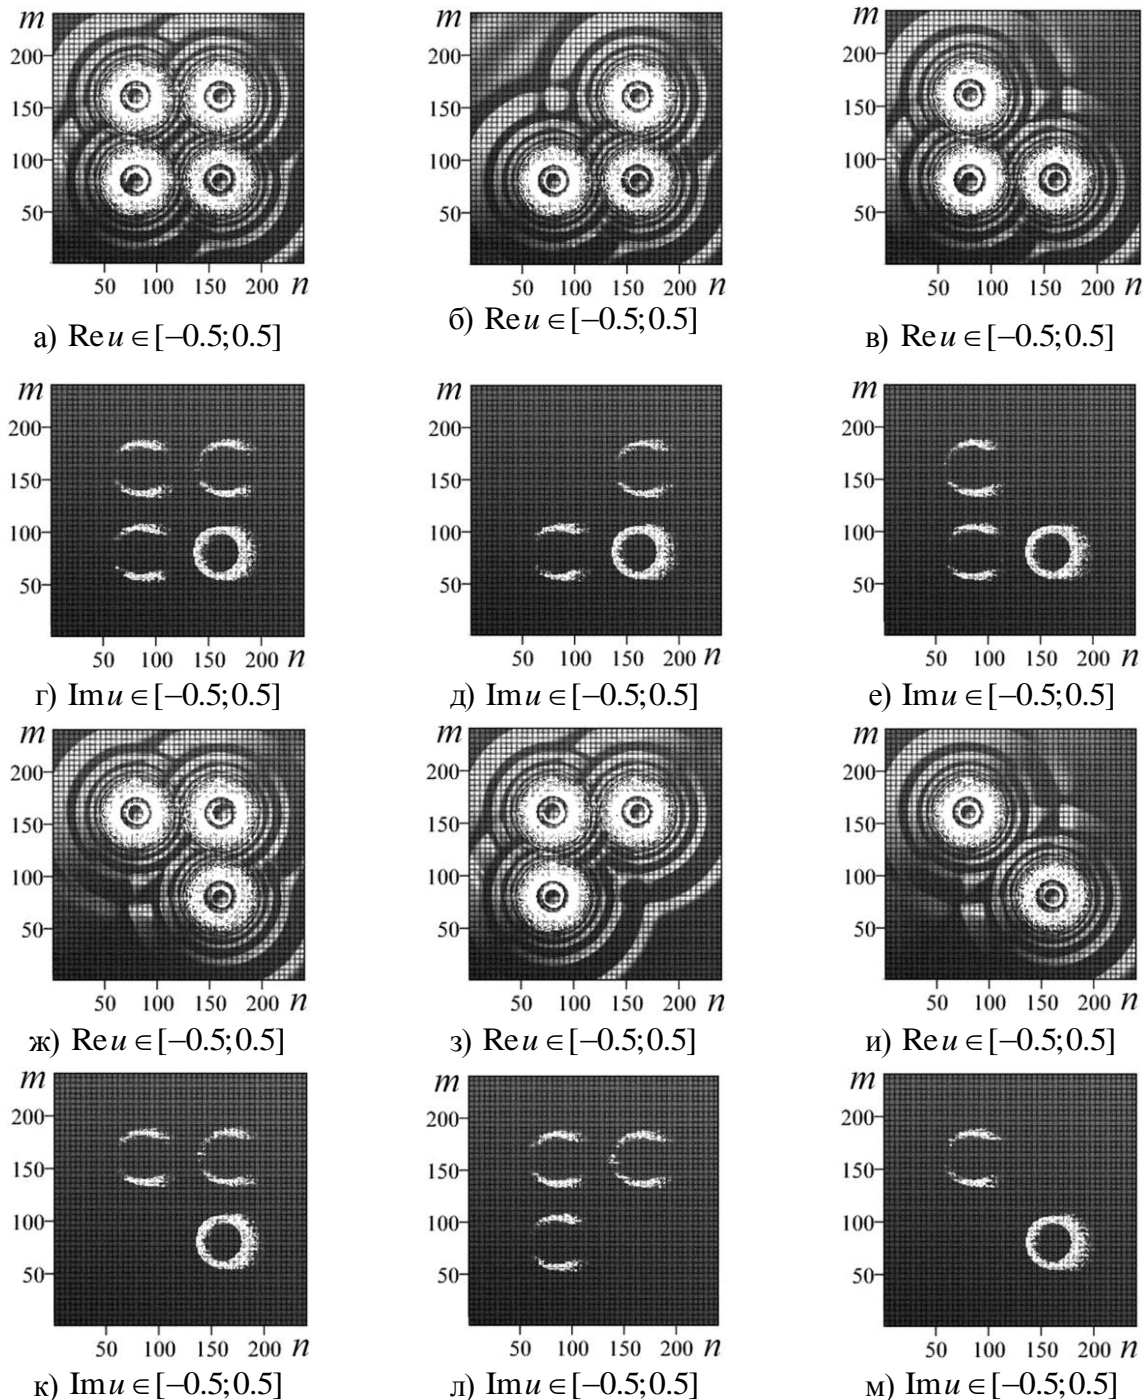 m m m
200 200 200
150 150 150
100 100 100
50 50 50
50 100 150 200 n 50 100 150 200 n 50 100 150 200 n
а) Re u ∈ [−0.5;0.5] б) Re u ∈ [−0.5;0.5] в) Re u ∈ [−0.5;0.5]
m m m
200 200 200
150 150 150
100 100 100
50 50 50
50 100 150 200 n 50 100 150 200 n 50 100 150 200 n
г) Im u ∈ [−0.5;0.5] д) Im u ∈ [−0.5;0.5] е) Im u ∈ [−0.5;0.5]
m m m
200 200 200
150 150 150
100 100 100
50 50 50
50 100 150 200 n 50 100 150 200 n 50 100 150 200 n
ж) Re u ∈ [−0.5;0.5] з) Re u ∈ [−0.5;0.5] и) Re u ∈ [−0.5;0.5]
m m m
200 200 200
150 150 150
100 100 100
50 50 50
50 100 150 200 n 50 100 150 200 n 50 100 150 200 n
к) Im u ∈ [−0.5;0.5] л) Im u ∈ [−0.5;0.5] м) Im u ∈ [−0.5;0.5]